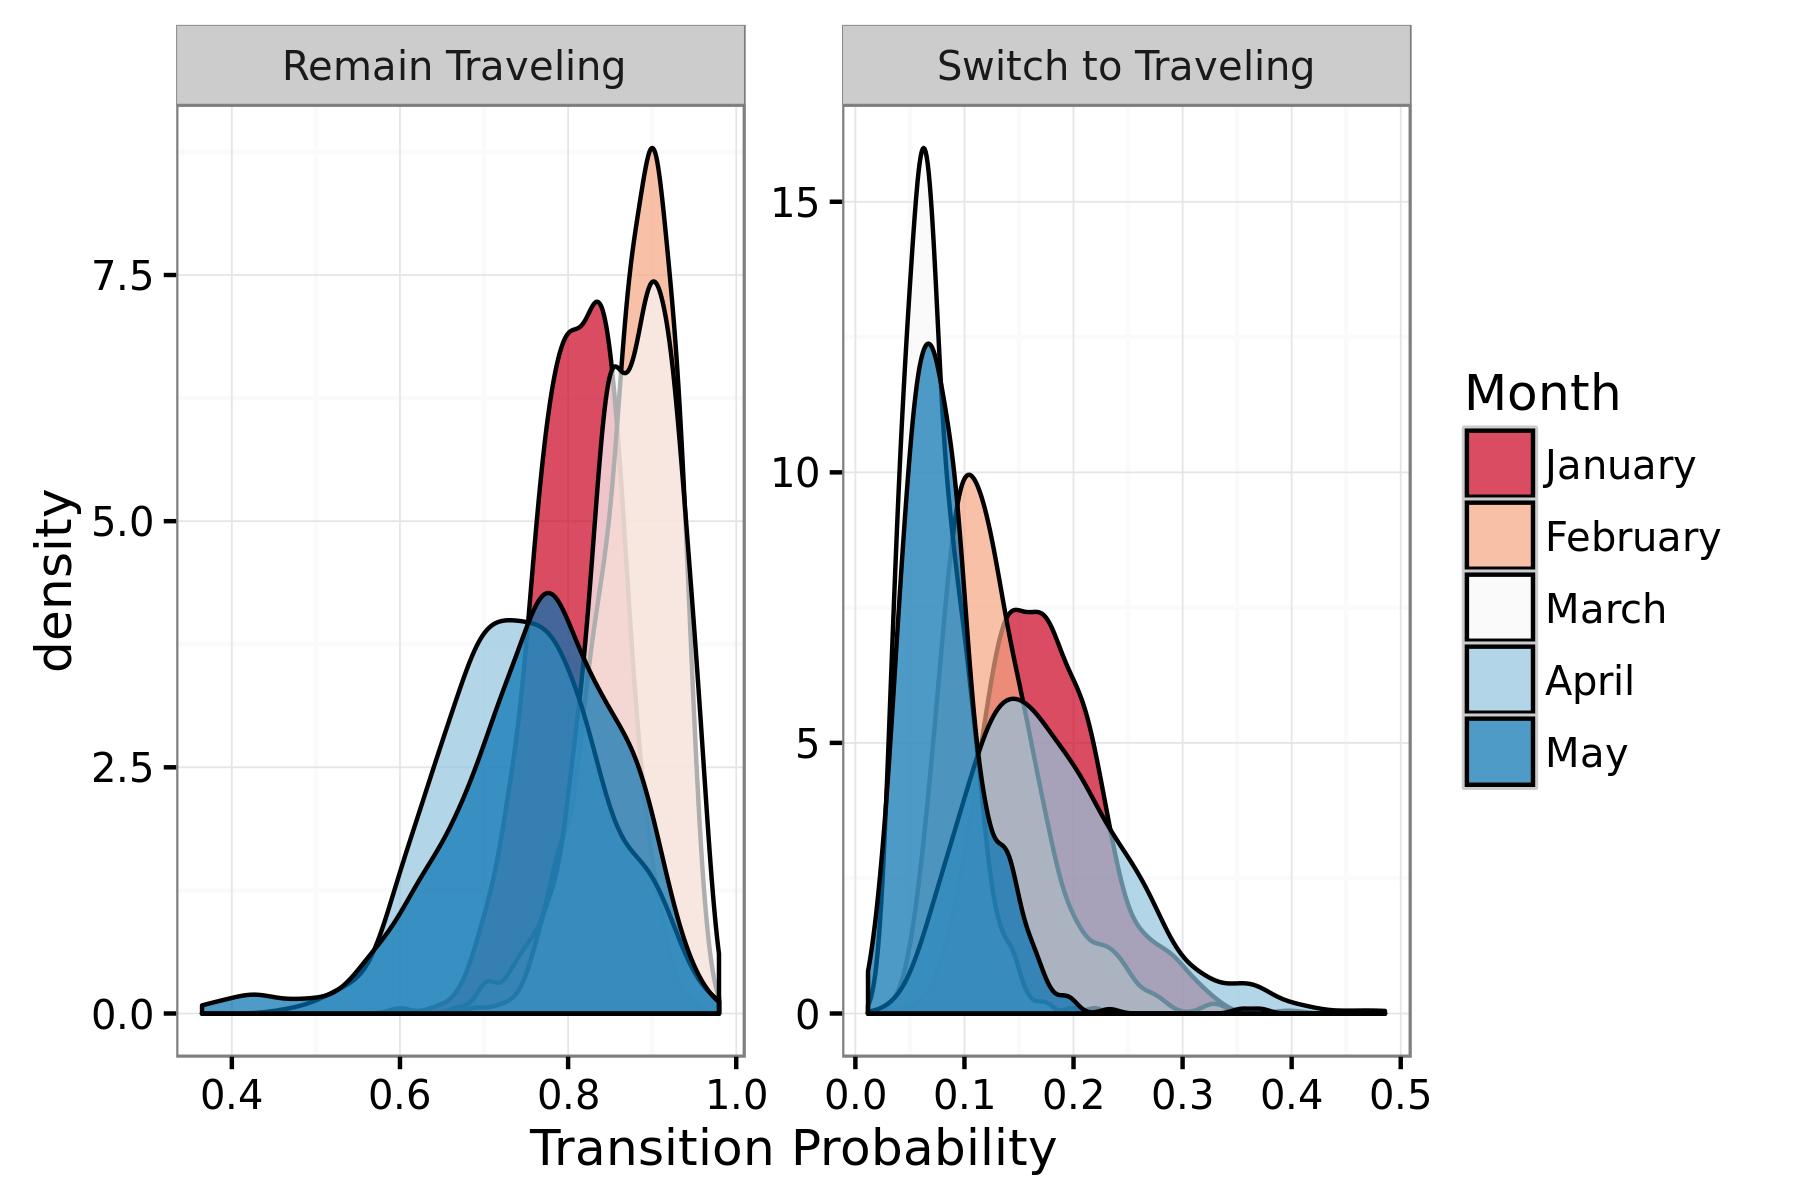 Remain Traveling
Switch to Traveling
density
7.5
5.0
2.5
0.0
15
10
5
0
0.4 0.6 0.8 1.0
0.0 0.1 0.2 0.3 0.4 0.5
Transition Probability
Month
January
February
March
April
May